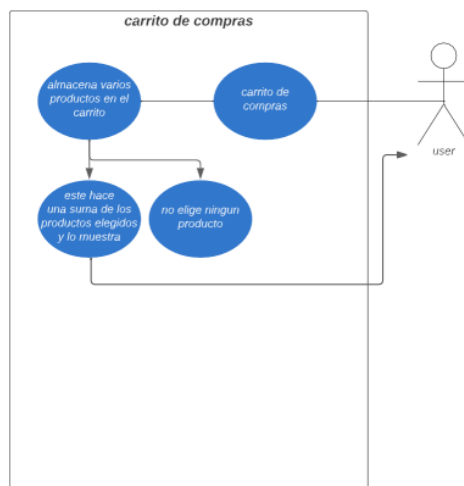 carrito de compras
almacena varios
productos en el
carrito
carrito de
compras
user
este hace
una suma de los
productos elegidos
y lo muestra
no elige ningun
producto